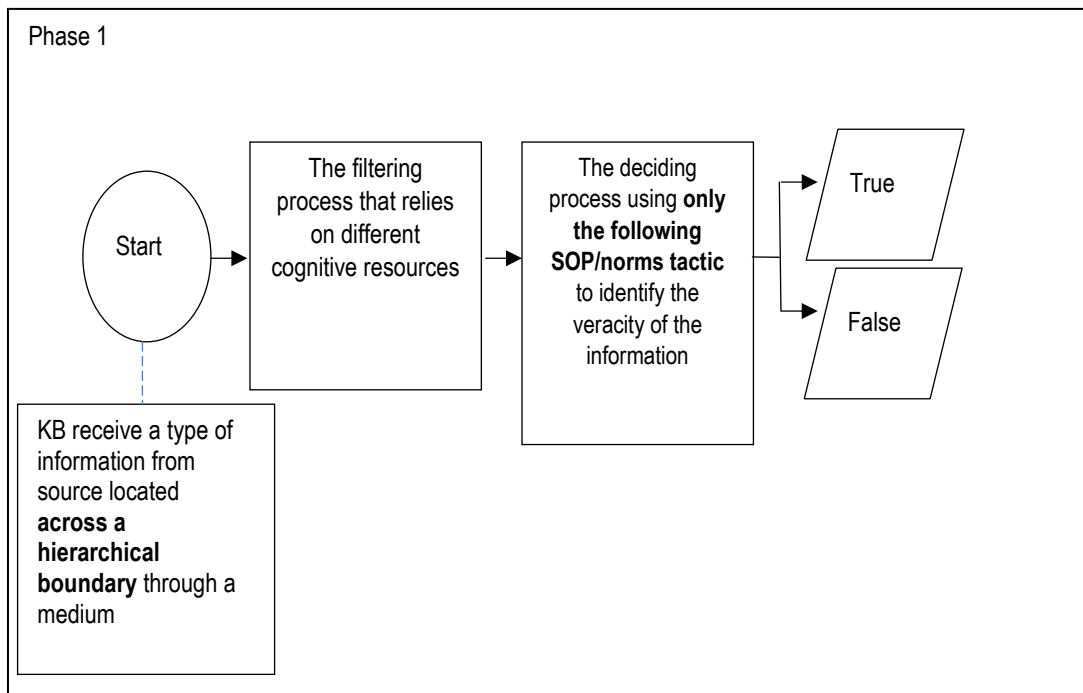 Phase 1
Start
The filtering
process that relies
on different
cognitive resources
The deciding
process using only
the following
SOP/norms tactic
to identify the
veracity of the
information
True
False
KB receive a type of
information from
source located
across a
hierarchical
boundary through a
medium